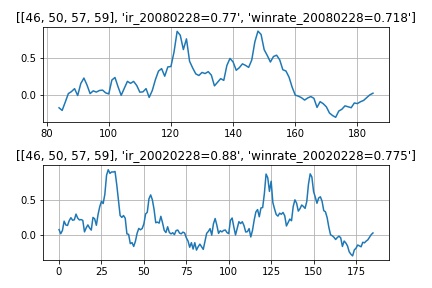 [[46, 50, 57, 59], 'ir_20080228=0.77', 'winrate_20080228=0.718']
0.5
0.0
80 100 120 140 160 180
[[46, 50, 57, 59], 'ir_20020228=0.88', 'winrate_20020228=0.775']
0.5
0.0
0 25 50 75 100 125 150 175